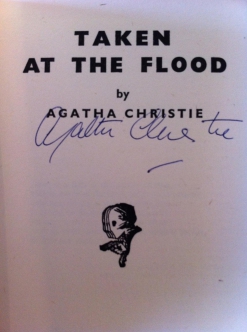 TAKEN
AT THE FLOOD
by
AGATHA CHRISTIE
Agatha Christie